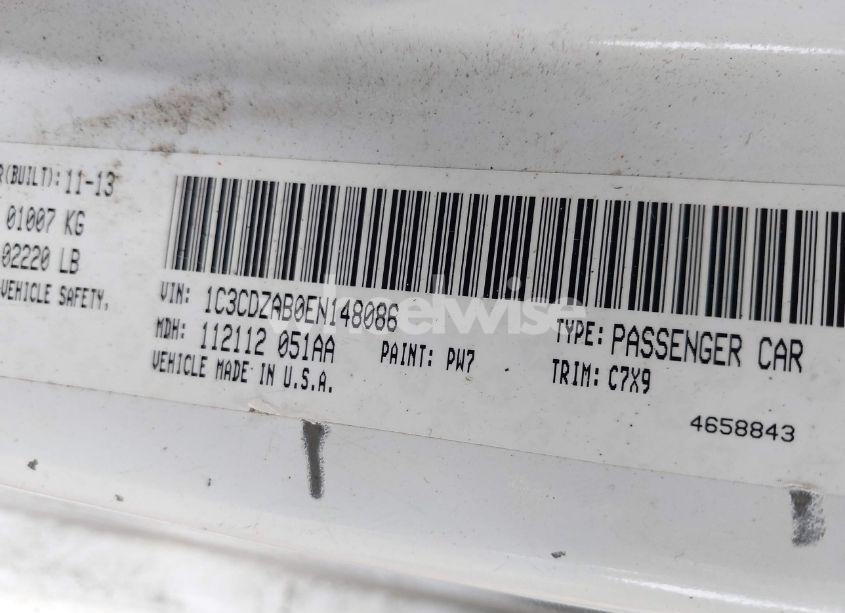 R(BUILT): 11-13
01007 KG
02220 LB
VEHICLE SAFETY,
VIN: 1C3CDZAB0EN148086
TYPE: PASSENGER CAR
MDH: 112112 051AA
PAINT: PW7
TRIM: C7X9
VEHICLE MADE IN U.S.A.
4658843
wheelwise